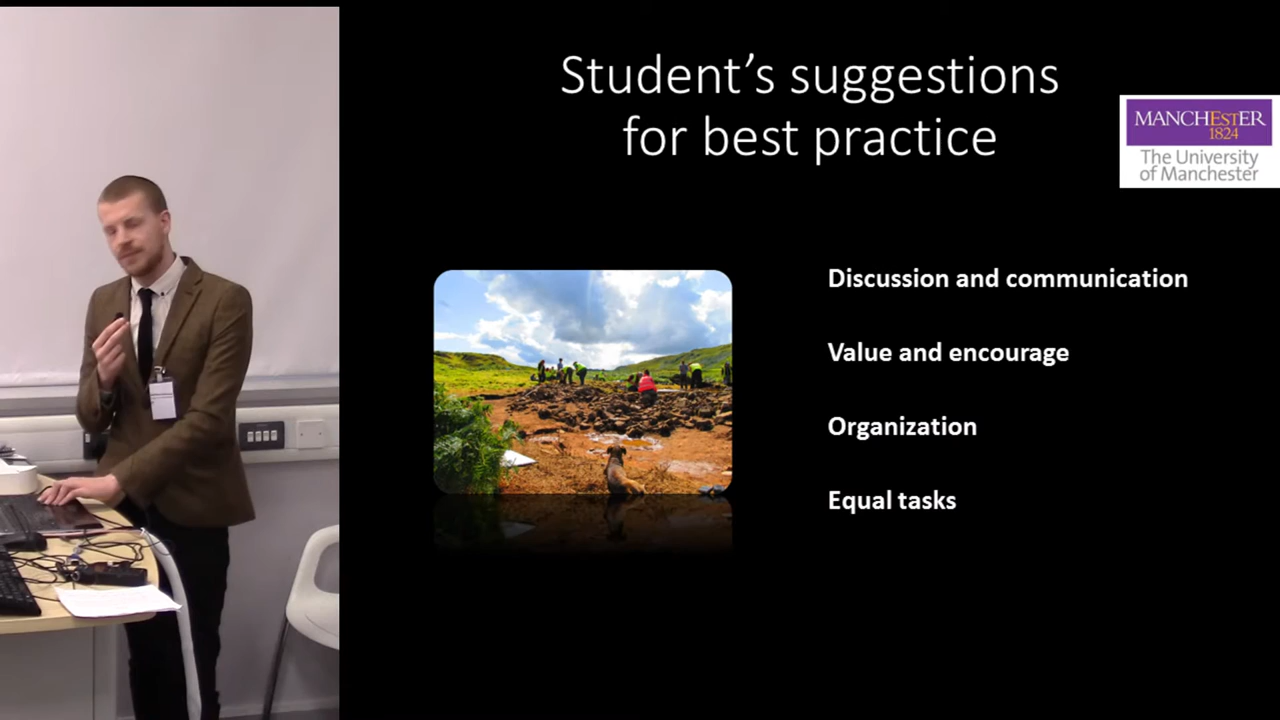 Student’s suggestions
for best practice
MANCHESTER
1824
The University
of Manchester
Discussion and communication
Value and encourage
Organization
Equal tasks